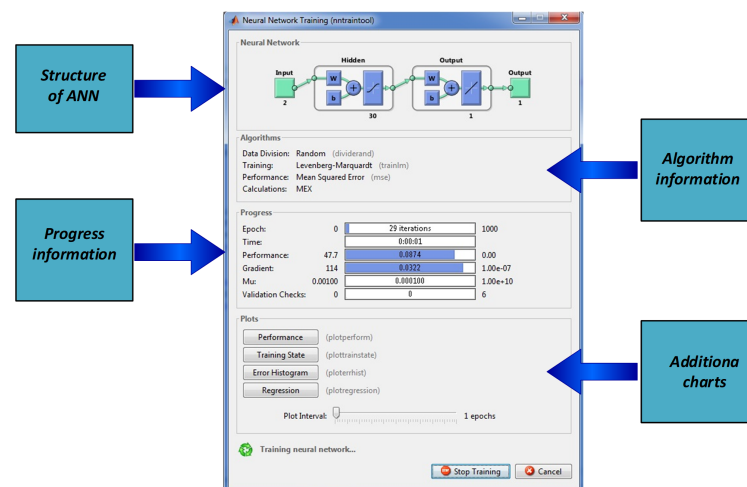 Neural Network Training (nntraintool)
Neural Network
Hidden
Output
Input
Output
W
W
b
b
2
30
1
1
Algorithms
Data Division: Random (dividerand)
Training: Levenberg-Marquardt (trainlm)
Performance: Mean Squared Error (mse)
Calculations: MEX
Progress
Epoch: 0 29 iterations 1000
Time: 0:00:01
Performance: 47.7 0.0874 0.00
Gradient: 114 0.0322 1.00e-07
Mu: 0.00100 0.000100 1.00e+10
Validation Checks: 0 0 6
Plots
Performance (plotperform)
Training State (plottrainstate)
Error Histogram (ploterrhist)
Regression (plotregression)
Plot Interval: 1 epochs
Training neural network...
Stop Training Cancel
Structure
of ANN
Progress
information
Algorithm
information
Additiona
charts